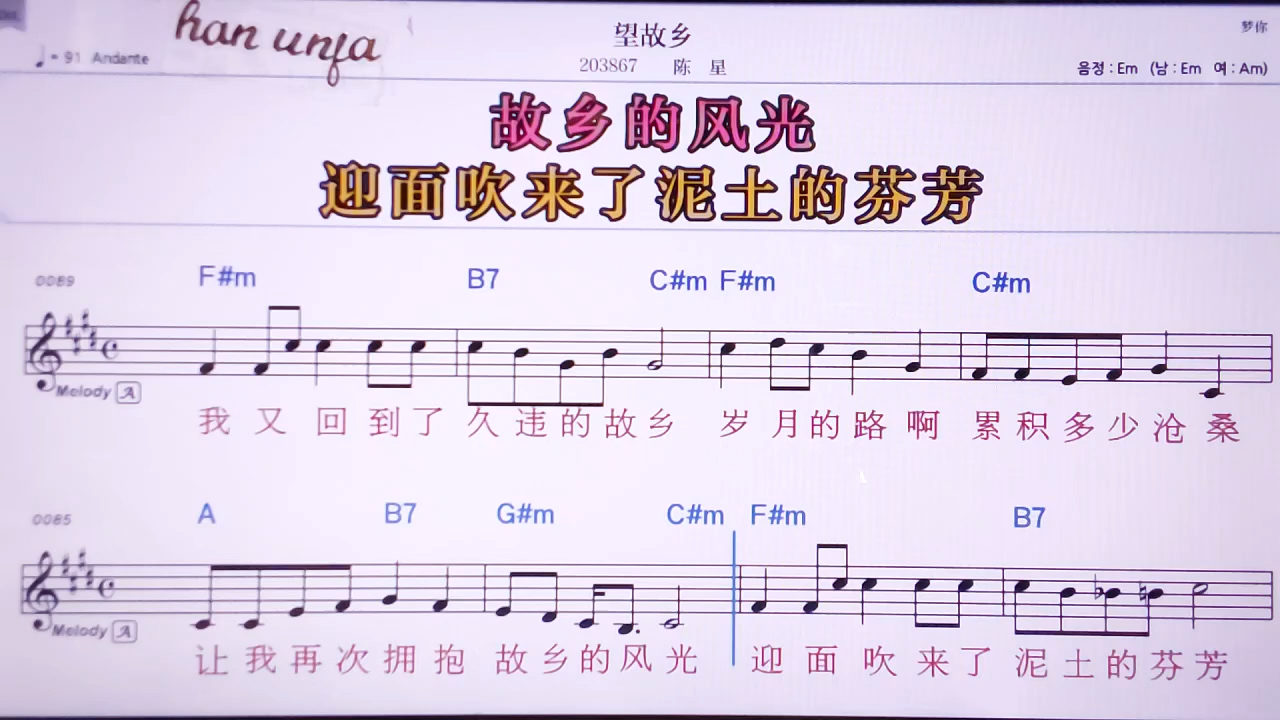 han unja
♩= 91 Andante
望故乡
203867 陈 星
梦你
음정 : Em (남 : Em 여 : Am)
故乡的风光
迎面吹来了泥土的芬芳
0089
F#m B7 C#m F#m C#m
Melody A
我又回到了久违的故乡 岁月的路啊 累积多少沧桑
0085
A B7 G#m C#m F#m B7
Melody A
让我再次拥抱 故乡的风光 迎面吹来了泥土的芬芳